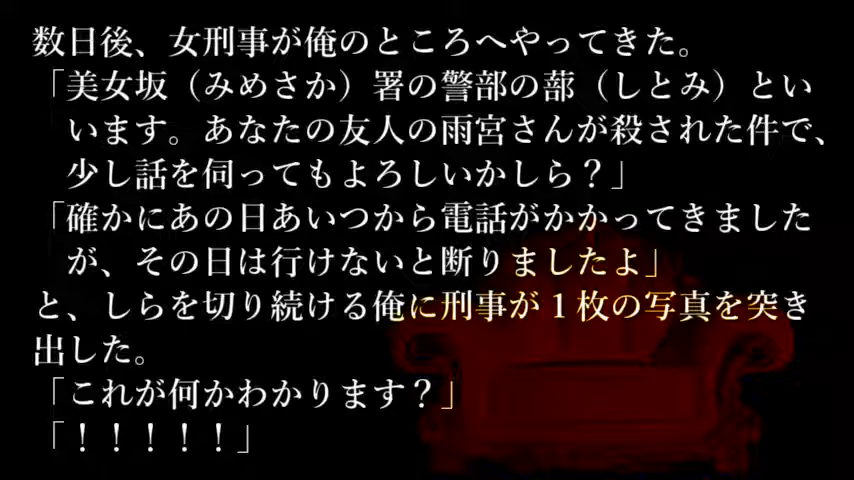 数日後、女刑事が俺のところへやってきた。
「美女坂（みめさか）署の警部の蔀（しとみ）とい
います。あなたの友人の雨宮さんが殺された件で、
少し話を伺ってもよろしいかしら？」
「確かにあの日あいつから電話がかかってきました
が、その日は行けないと断りましたよ」
と、しらを切り続ける俺に刑事が１枚の写真を突き
出した。
「これが何かわかります？」
「！！！！！」